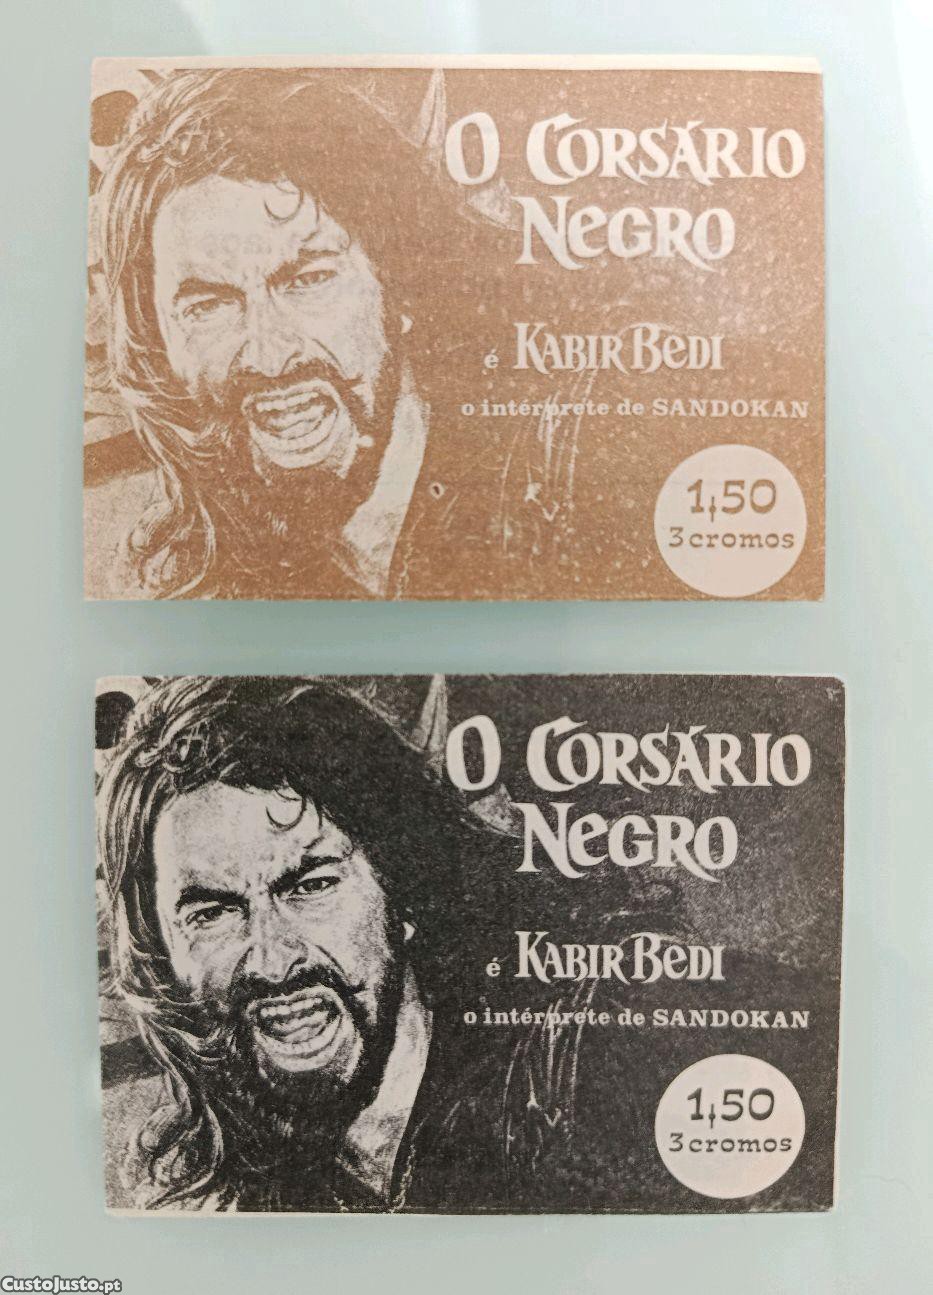 O CORSÁRIO
NEGRO
é KABIR BEDI
o intérprete de SANDOKAN
1,50
3 cromos
O CORSÁRIO
NEGRO
é KABIR BEDI
o intérprete de SANDOKAN
1,50
3 cromos
CustoJusto.pt